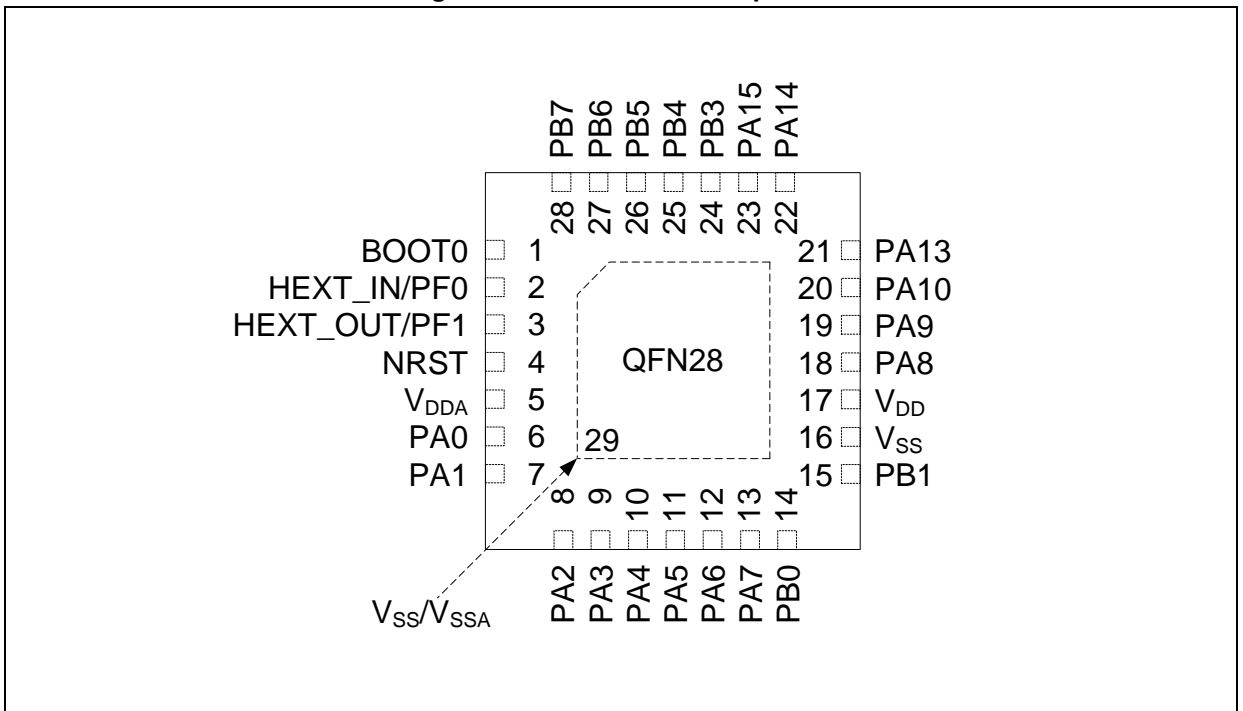 PB7
PB6
PB5
PB4
PB3
PA15
PA14
28
27
26
25
24
23
22
BOOT0 1
HEXT_IN/PF0 2
HEXT_OUT/PF1 3
NRST 4
VDDA 5
PA0 6
PA1 7
21 PA13
20 PA10
19 PA9
18 PA8
17 VDD
16 VSS
15 PB1
QFN28
29
8
9
10
11
12
13
14
PA2
PA3
PA4
PA5
PA6
PA7
PB0
VSS/VSSA